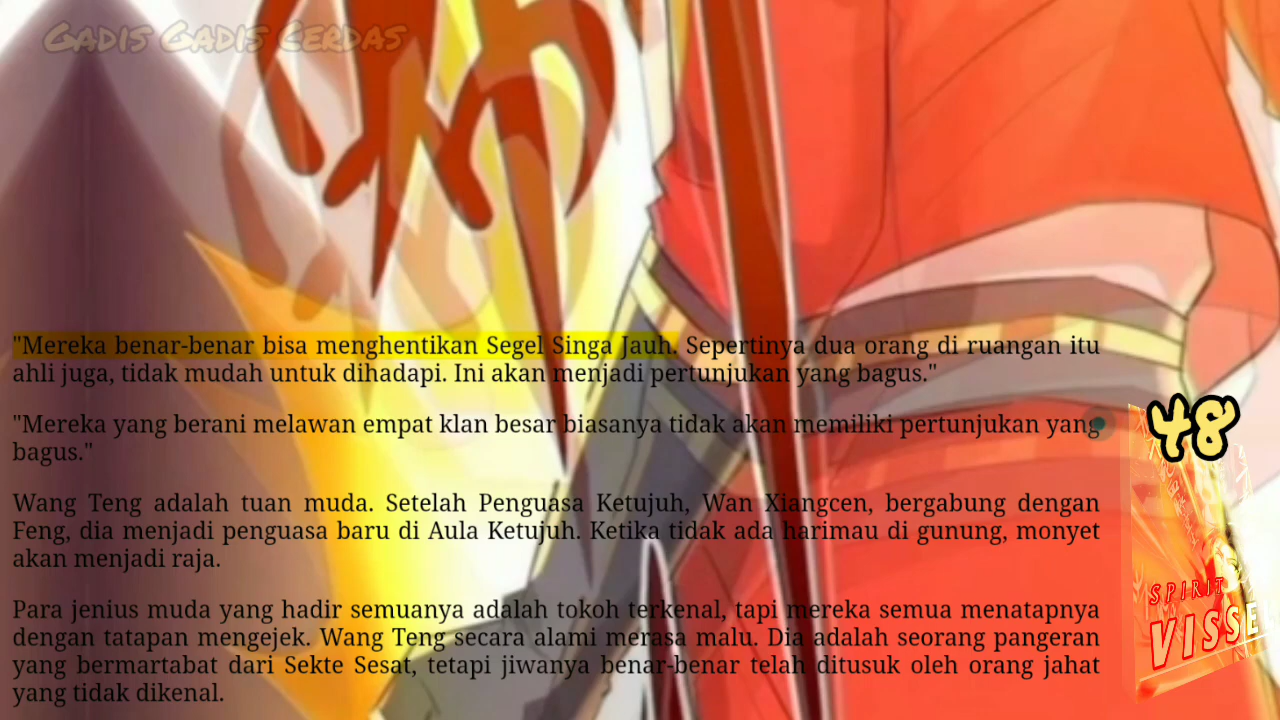 Gadis Gadis Cerdas
"Mereka benar-benar bisa menghentikan Segel Singa Jauh. Sepertinya dua orang di ruangan itu
ahli juga, tidak mudah untuk dihadapi. Ini akan menjadi pertunjukan yang bagus."
"Mereka yang berani melawan empat klan besar biasanya tidak akan memiliki pertunjukan yang
bagus."
48
Wang Teng adalah tuan muda. Setelah Penguasa Ketujuh, Wan Xiangcen, bergabung dengan
Feng, dia menjadi penguasa baru di Aula Ketujuh. Ketika tidak ada harimau di gunung, monyet
akan menjadi raja.
SPIRIT
VISSEL
Para jenius muda yang hadir semuanya adalah tokoh terkenal, tapi mereka semua menatapnya
dengan tatapan mengejek. Wang Teng secara alami merasa malu. Dia adalah seorang pangeran
yang bermartabat dari Sekte Sesat, tetapi jiwanya benar-benar telah ditusuk oleh orang jahat
yang tidak dikenal.